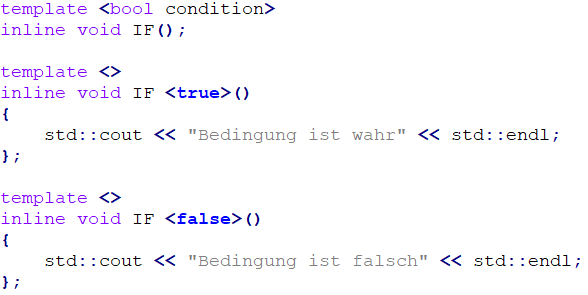 template <bool condition>
inline void IF();

template <>
inline void IF <true>()
{
    std::cout << "Bedingung ist wahr" << std::endl;
};

template <>
inline void IF <false>()
{
    std::cout << "Bedingung ist falsch" << std::endl;
};